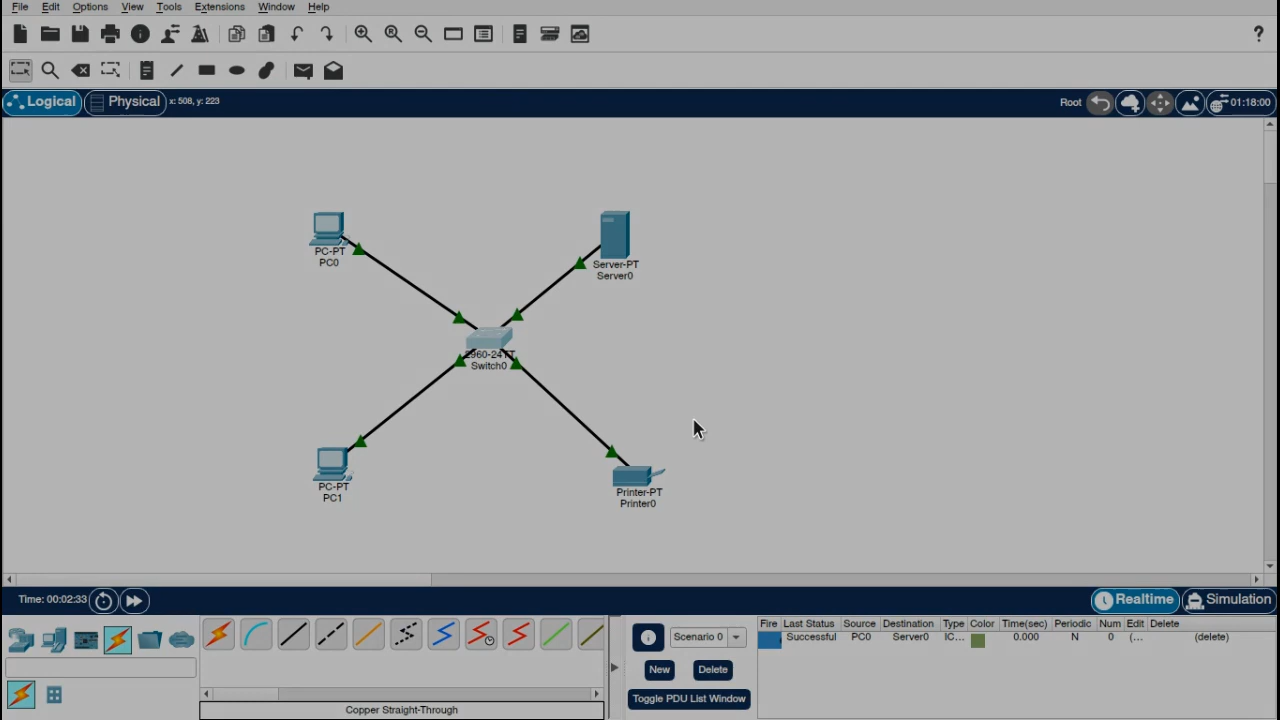 File Edit Options View Tools Extensions Window Help
?
Logical Physical x: 508, y: 223 Root 01:18:00
PC-PT
PC0
Server-PT
Server0
2960-24TT
Switch0
PC-PT
PC1
Printer-PT
Printer0
Time: 00:02:33 Realtime Simulation
Scenario 0
New Delete
Toggle PDU List Window
Fire Last Status Source Destination Type Color Time(sec) Periodic Num Edit Delete
Successful PC0 Server0 IC... 0.000 N 0 (... (delete)
Copper Straight-Through